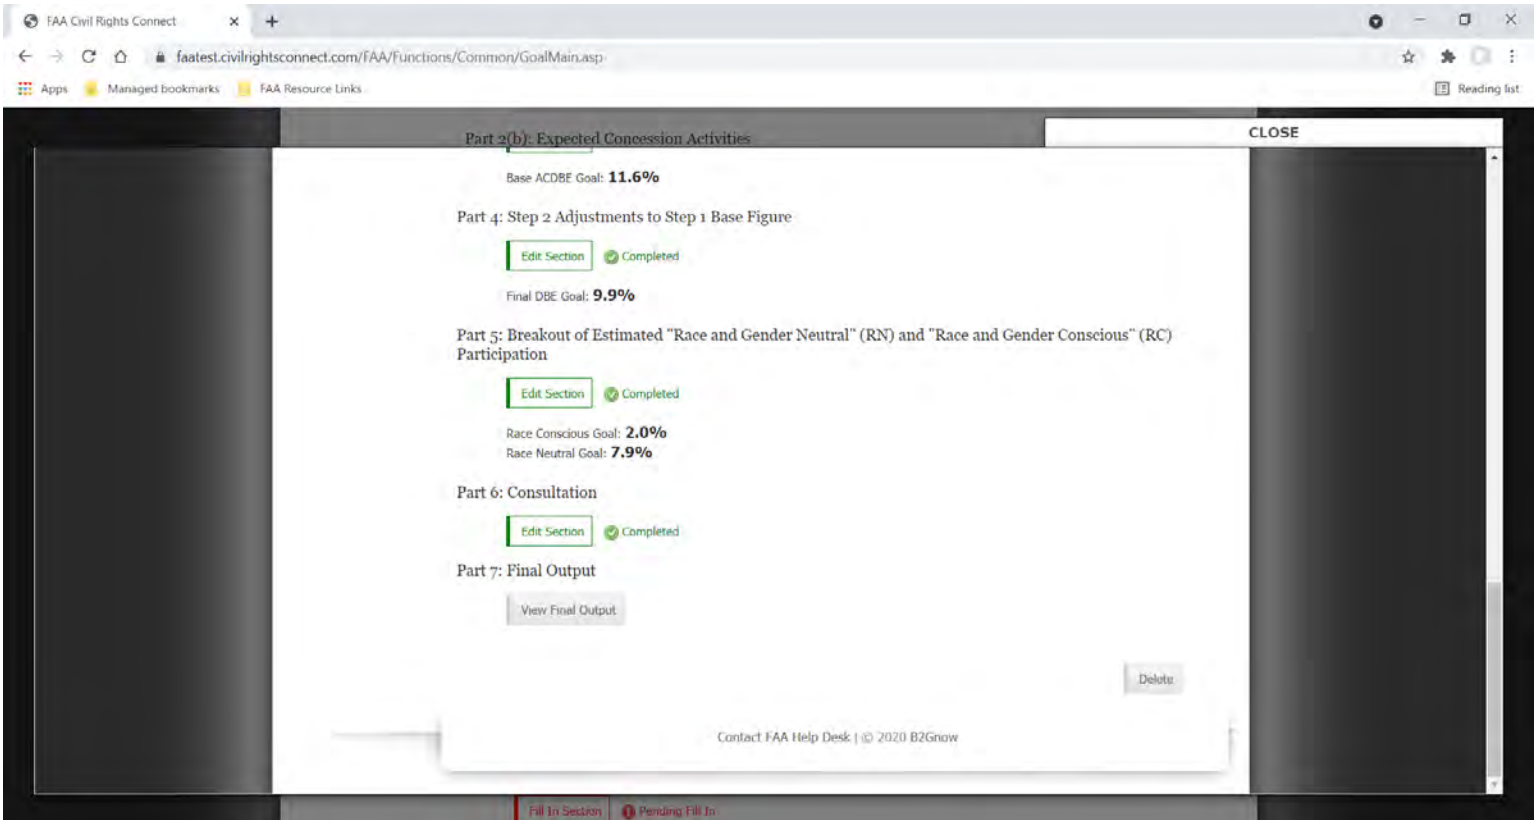 FAA Civil Rights Connect
faatest.civilrightsconnect.com/FAA/Functions/Common/GoalMain.asp
Apps Managed bookmarks FAA Resource Links Reading list
Part 2(b): Expected Concession Activities
CLOSE
Base ACDBE Goal: 11.6%
Part 4: Step 2 Adjustments to Step 1 Base Figure
Edit Section Completed
Final DBE Goal: 9.9%
Part 5: Breakout of Estimated "Race and Gender Neutral" (RN) and "Race and Gender Conscious" (RC)
Participation
Edit Section Completed
Race Conscious Goal: 2.0%
Race Neutral Goal: 7.9%
Part 6: Consultation
Edit Section Completed
Part 7: Final Output
View Final Output
Delete
Contact FAA Help Desk | © 2020 B2Gnow
Fill In Section Pending Fill In